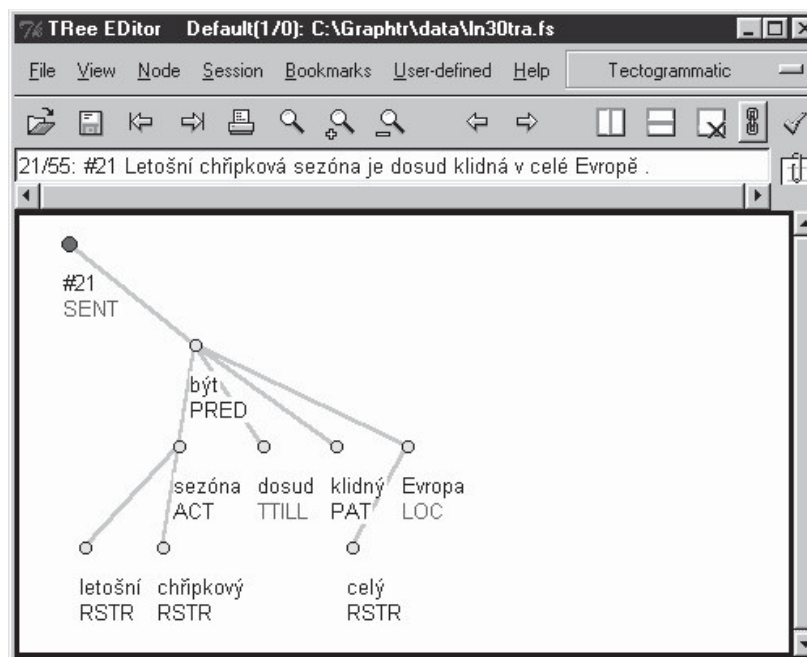 TRee EDitor Default(1/0): C:\Graphtr\data\ln30tra.fs
File View Node Session Bookmarks User-defined Help Tectogrammatic
21/55: #21 Letošní chřipková sezóna je dosud klidná v celé Evropě .
#21
SENT
být
PRED
sezóna dosud klidný Evropa
ACT TTILL PAT LOC
letošní chřipkový celý
RSTR RSTR RSTR